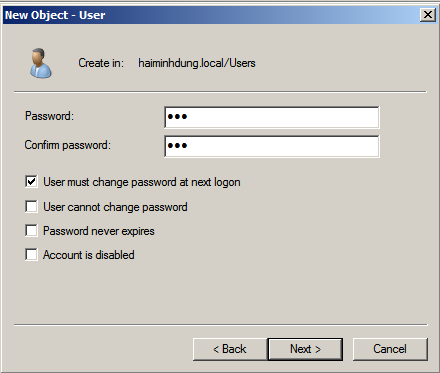 New Object - User
Create in: haiminhdung.local/Users
Password: •••
Confirm password: •••
User must change password at next logon
User cannot change password
Password never expires
Account is disabled
< Back Next > Cancel